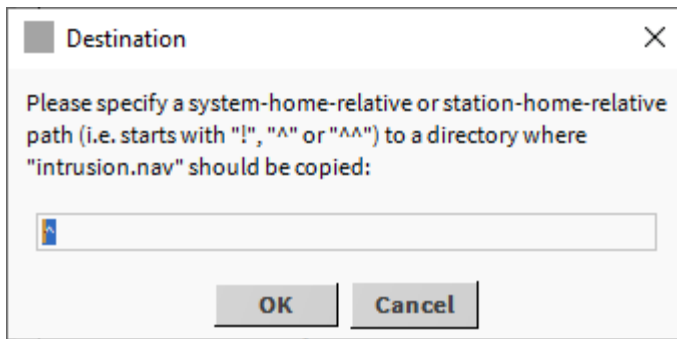 Destination
Please specify a system-home-relative or station-home-relative
path (i.e. starts with "!", "^" or "^^") to a directory where
"intrusion.nav" should be copied:
^
OK Cancel